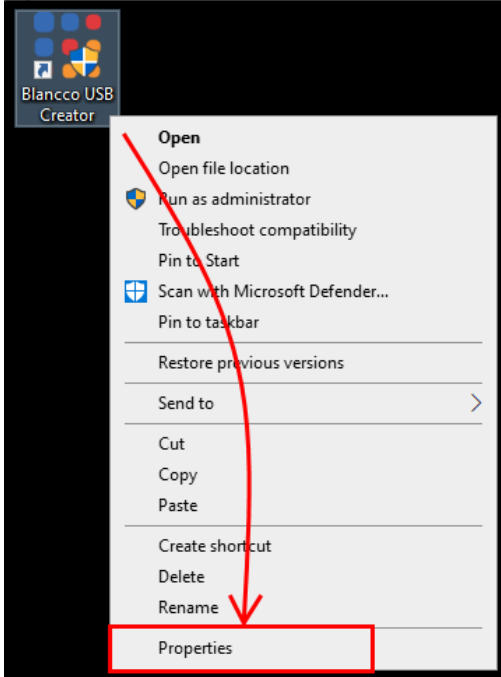 Blancco USB
Creator
Open
Open file location
Run as administrator
Troubleshoot compatibility
Pin to Start
Scan with Microsoft Defender...
Pin to taskbar
Restore previous versions
Send to
Cut
Copy
Paste
Create shortcut
Delete
Rename
Properties